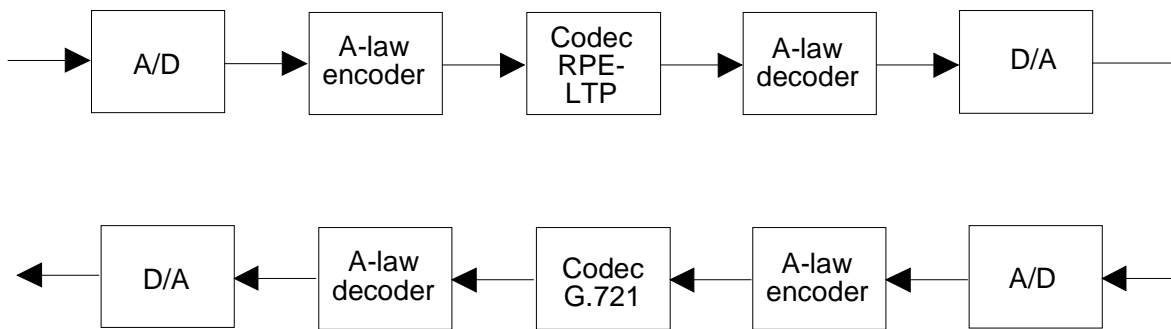 A/D
A-law
encoder
Codec
RPE-
LTP
A-law
decoder
D/A
D/A
A-law
decoder
Codec
G.721
A-law
encoder
A/D